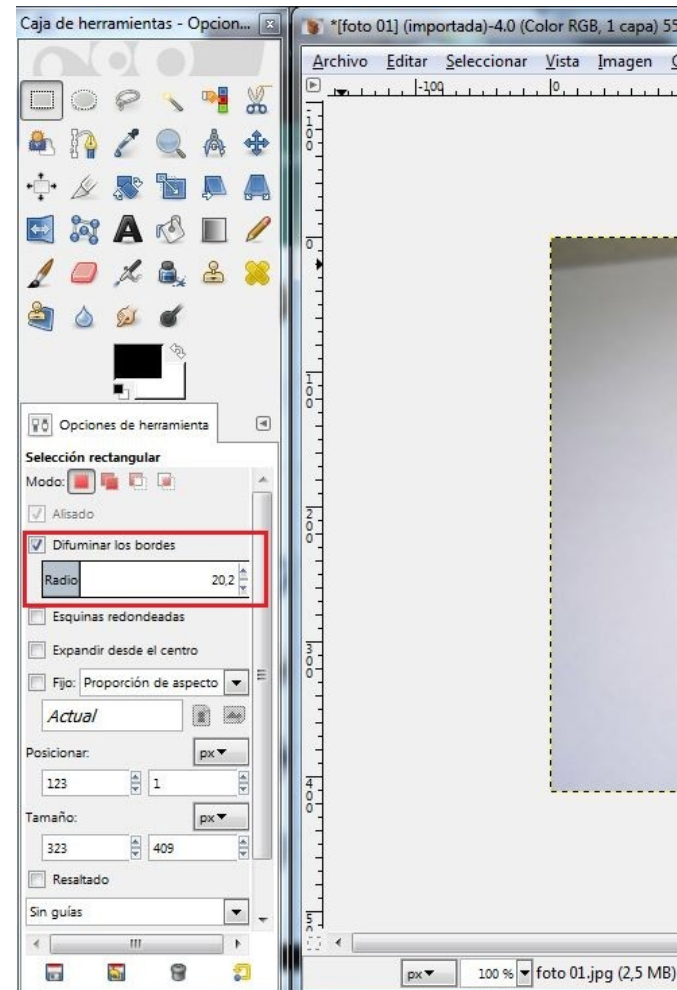 Caja de herramientas - Opcion...
Opciones de herramienta
Selección rectangular
Modo:
Alisado
Difuminar los bordes
Radio 20,2
Esquinas redondeadas
Expandir desde el centro
Fijo: Proporción de aspecto
Actual
Posicionar: px
123 1
Tamaño: px
323 409
Resaltado
Sin guías
*[foto 01] (importada)-4.0 (Color RGB, 1 capa) 55
Archivo Editar Seleccionar Vista Imagen C
-100 0
100
0
100
200
300
400
5
px 100 % foto 01.jpg (2,5 MB)